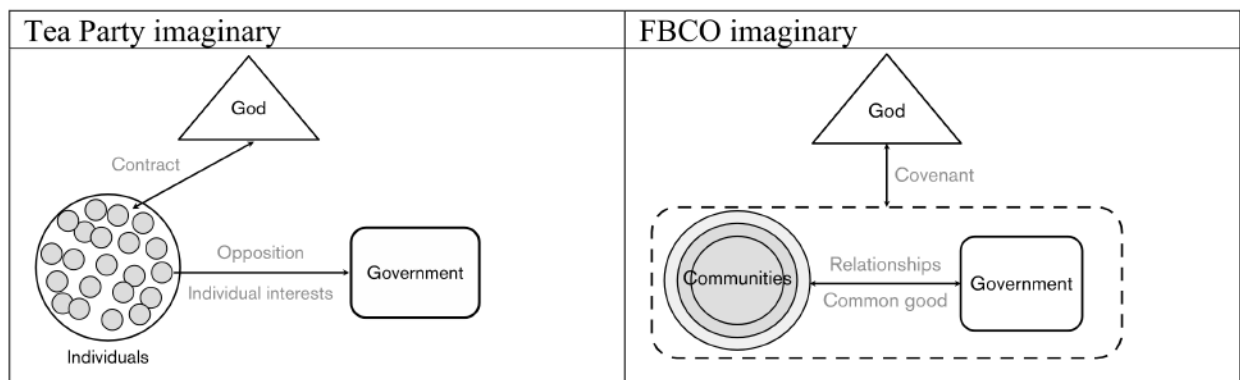 Tea Party imaginary
God
Contract
Opposition
Individual interests
Government
Individuals
FBCO imaginary
God
Covenant
Communities
Relationships
Common good
Government